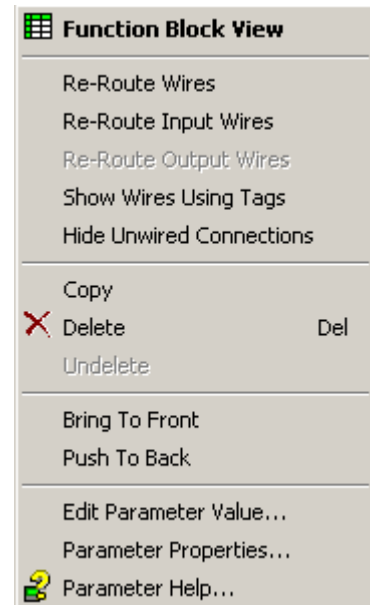 Function Block View
Re-Route Wires
Re-Route Input Wires
Re-Route Output Wires
Show Wires Using Tags
Hide Unwired Connections
Copy
Delete Del
Undelete
Bring To Front
Push To Back
Edit Parameter Value...
Parameter Properties...
Parameter Help...